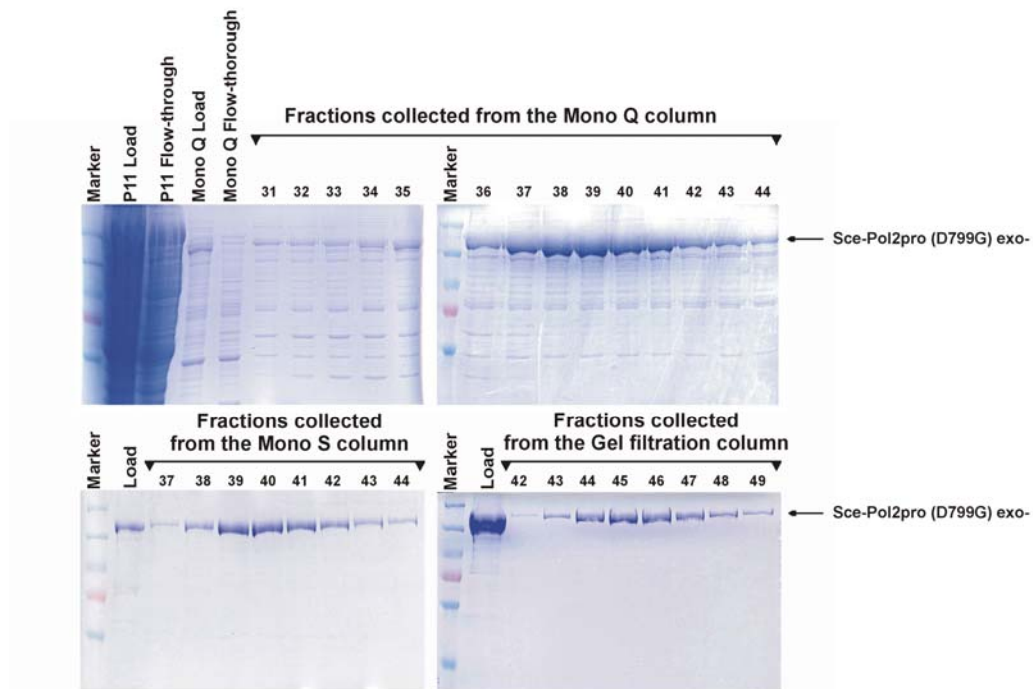 Marker
P11 Load
P11 Flow-through
Mono Q Load
Mono Q Flow-thorough
Fractions collected from the Mono Q column
31 32 33 34 35
Marker
36 37 38 39 40 41 42 43 44
Sce-Pol2pro (D799G) exo-
Marker
Load
Fractions collected
from the Mono S column
37 38 39 40 41 42 43 44
Marker
Load
Fractions collected
from the Gel filtration column
42 43 44 45 46 47 48 49
Sce-Pol2pro (D799G) exo-